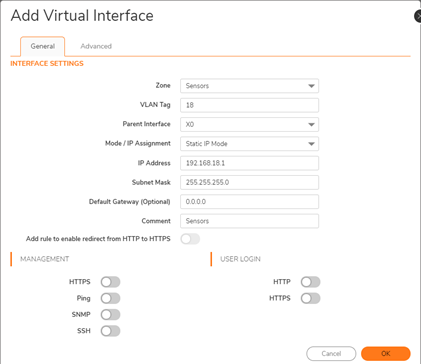 Add Virtual Interface
General Advanced
INTERFACE SETTINGS
Zone Sensors
VLAN Tag 18
Parent Interface X0
Mode / IP Assignment Static IP Mode
IP Address 192.168.18.1
Subnet Mask 255.255.255.0
Default Gateway (Optional) 0.0.0.0
Comment Sensors
Add rule to enable redirect from HTTP to HTTPS
MANAGEMENT USER LOGIN
HTTPS HTTP
Ping HTTPS
SNMP
SSH
Cancel OK